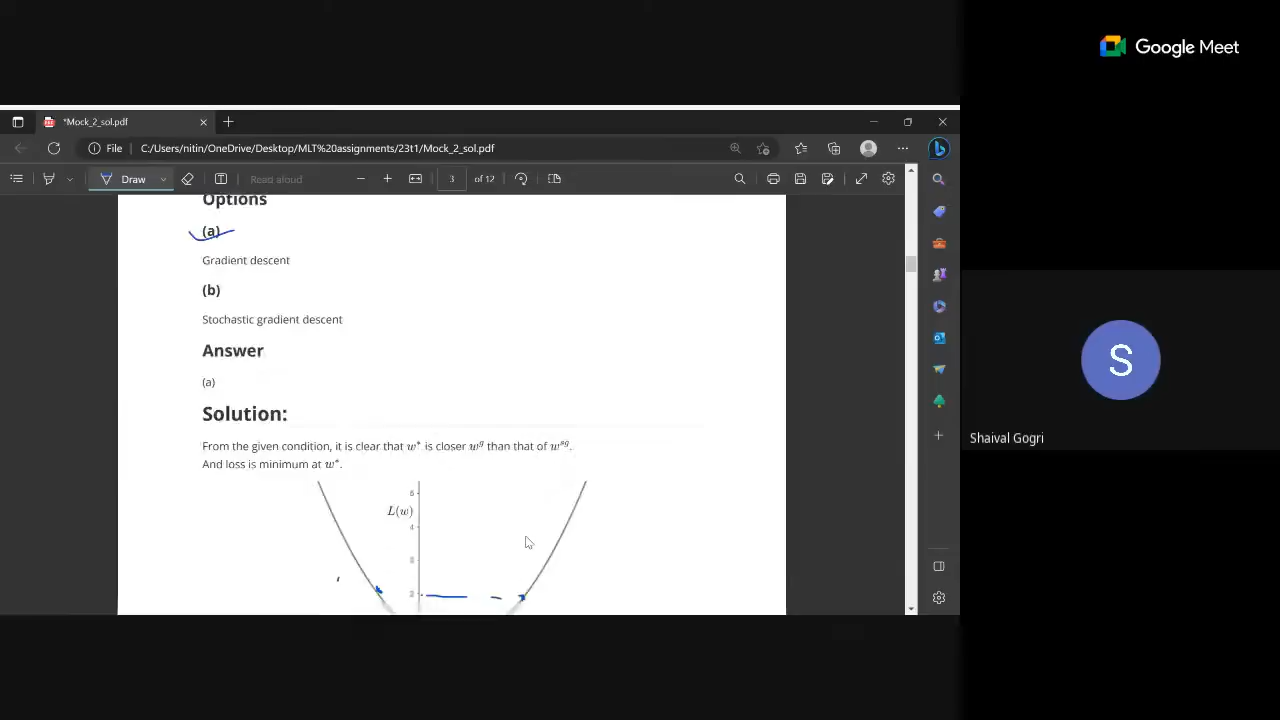 Google Meet
*Mock_2_sol.pdf
File
C:/Users/nitin/OneDrive/Desktop/MLT%20assignments/23t1/Mock_2_sol.pdf
Draw
Read aloud
3
of 12
Options
(a)
Gradient descent
(b)
Stochastic gradient descent
Answer
(a)
Solution:
From the given condition, it is clear that w* is closer w^g than that of w^sg.
And loss is minimum at w*.
L(w)
4
3
2
S
Shaival Gogri